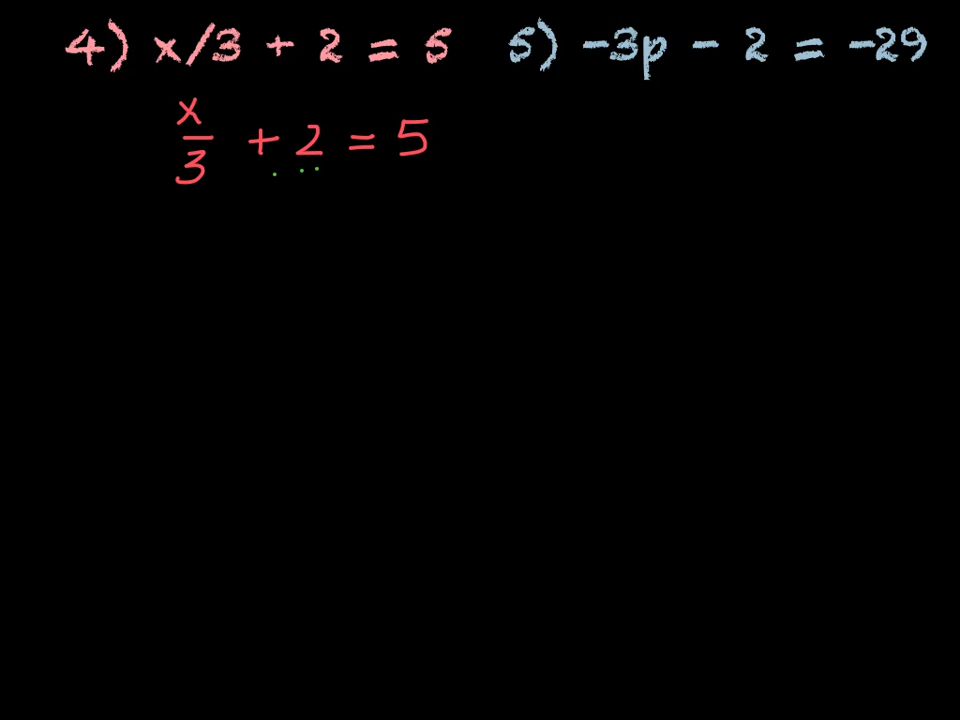 4) x/3 + 2 = 5
5) -3p - 2 = -29
x
3
+ 2 = 5